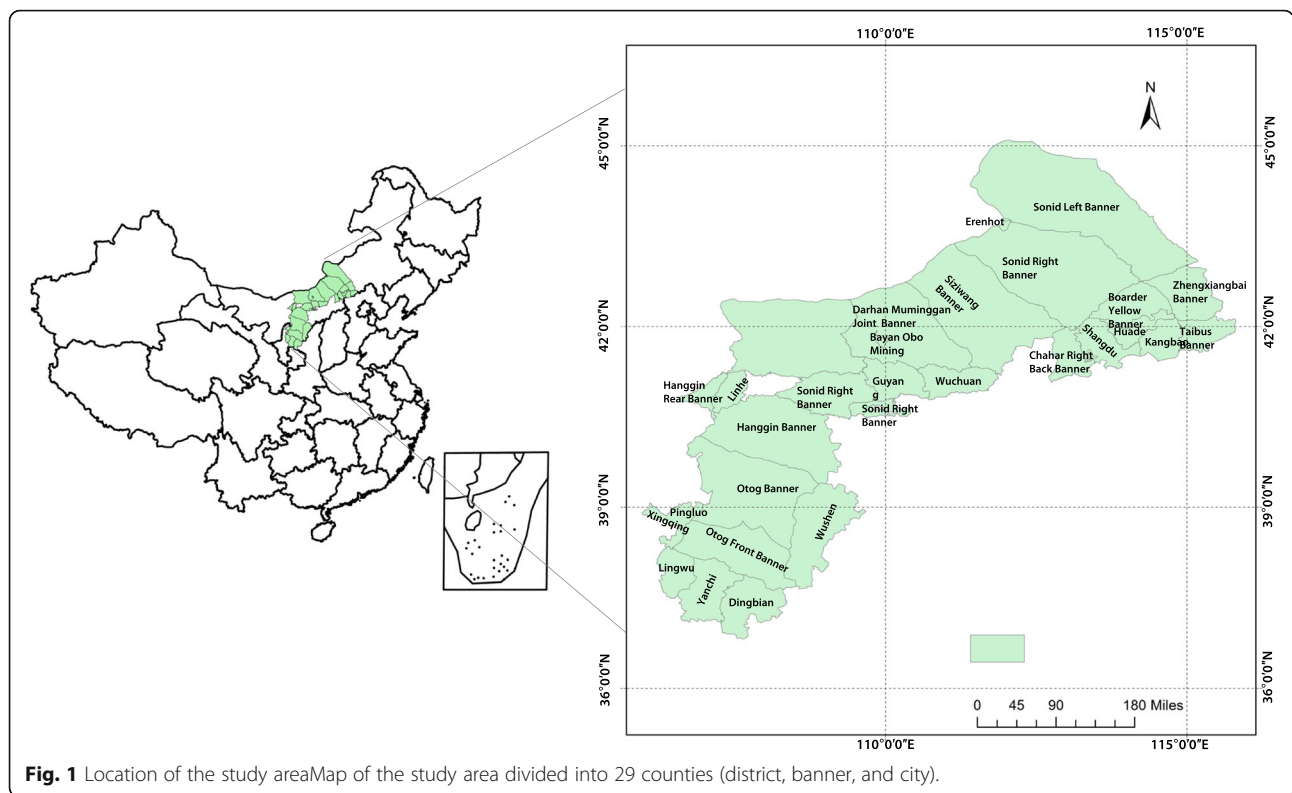 110°0'0"E
115°0'0"E
N
45°0'0"N
45°0'0"N
Sonid Left Banner
Erenhot
Sonid Right
Banner
Siziwang
Banner
Zhengxiangbai
Banner
Boarder
Yellow
Banner
Darhan Muminggan
Joint Banner
Bayan Obo
Mining
42°0'0"N
42°0'0"N
Huade
Taibus
Banner
Shangdu
Kangbao
Chahar Right
Back Banner
Hanggin
Rear Banner
Linhe
Guyan
g
Wuchuan
Sonid Right
Banner
Sonid Right
Banner
Hanggin Banner
Otog Banner
39°0'0"N
39°0'0"N
Pingluo
Xingqing
Wushen
Otog Front Banner
Lingwu
Yanchi
Dingbian
36°0'0"N
36°0'0"N
0 45 90 180 Miles
110°0'0"E
115°0'0"E
Fig. 1 Location of the study areaMap of the study area divided into 29 counties (district, banner, and city).